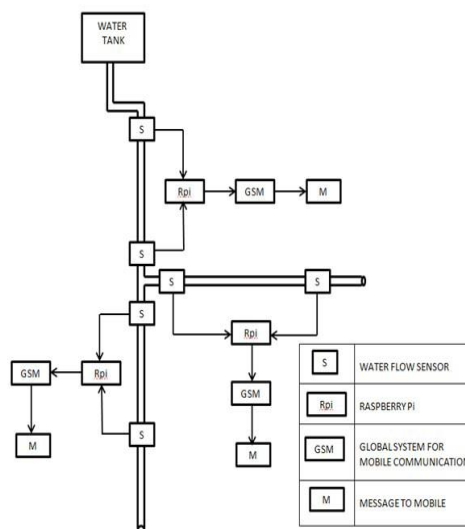 WATER
TANK
S
Rpi
GSM
M
S
S
S
S
Rpi
GSM
Rpi
GSM
S
M
M
S
WATER FLOW SENSOR
Rpi
RASPBERRY Pi
GSM
GLOBAL SYSTEM FOR
MOBILE COMMUNICATION
M
MESSAGE TO MOBILE